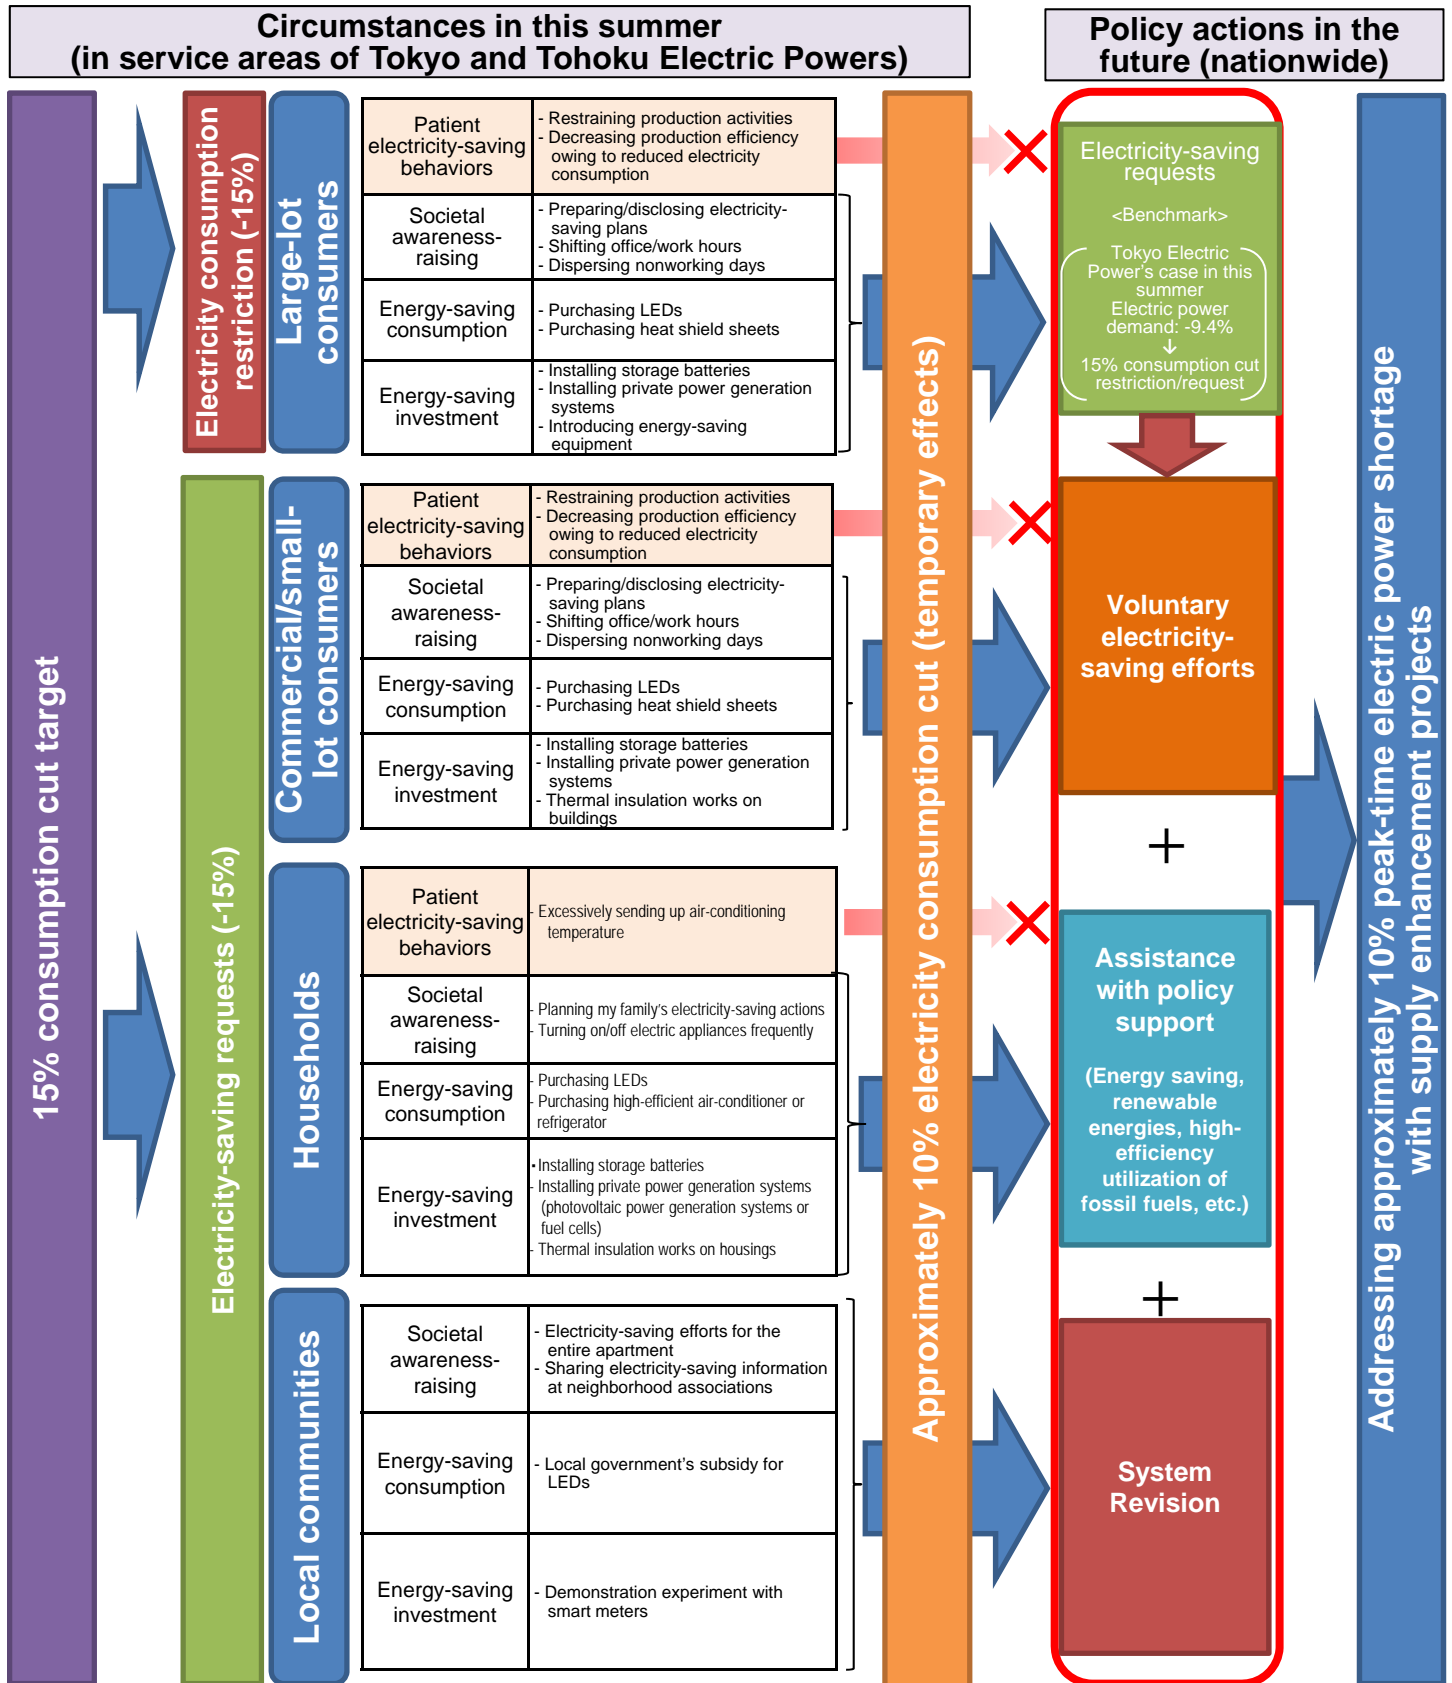 Circumstances in this summer
(in service areas of Tokyo and Tohoku Electric Powers)
Policy actions in the
future (nationwide)
15% consumption cut target
Electricity consumption
restriction (-15%)
Electricity-saving requests (-15%)
Large-lot
consumers
Patient
electricity-saving
behaviors
- Restraining production activities
- Decreasing production efficiency
owing to reduced electricity
consumption
Societal
awareness-
raising
- Preparing/disclosing electricity-
saving plans
- Shifting office/work hours
- Dispersing nonworking days
Energy-saving
consumption
- Purchasing LEDs
- Purchasing heat shield sheets
Energy-saving
investment
- Installing storage batteries
- Installing private power generation
systems
- Introducing energy-saving
equipment
Commercial/small-
lot consumers
Patient
electricity-saving
behaviors
- Restraining production activities
- Decreasing production efficiency
owing to reduced electricity
consumption
Societal
awareness-
raising
- Preparing/disclosing electricity-
saving plans
- Shifting office/work hours
- Dispersing nonworking days
Energy-saving
consumption
- Purchasing LEDs
- Purchasing heat shield sheets
Energy-saving
investment
- Installing storage batteries
- Installing private power generation
systems
- Thermal insulation works on
buildings
Households
Patient
electricity-saving
behaviors
- Excessively sending up air-conditioning
temperature
Societal
awareness-
raising
- Planning my family's electricity-saving actions
- Turning on/off electric appliances frequently
Energy-saving
consumption
- Purchasing LEDs
- Purchasing high-efficient air-conditioner or
refrigerator
Energy-saving
investment
・Installing storage batteries
- Installing private power generation systems
(photovoltaic power generation systems or
fuel cells)
- Thermal insulation works on housings
Local communities
Societal
awareness-
raising
- Electricity-saving efforts for the
entire apartment
- Sharing electricity-saving information
at neighborhood associations
Energy-saving
consumption
- Local government's subsidy for
LEDs
Energy-saving
investment
- Demonstration experiment with
smart meters
Approximately 10% electricity consumption cut (temporary effects)
Electricity-saving
requests
<Benchmark>
Tokyo Electric
Power's case in this
summer
Electric power
demand: -9.4%
↓
15% consumption cut
restriction/request
Voluntary
electricity-
saving efforts
+
Assistance
with policy
support
(Energy saving,
renewable
energies, high-
efficiency
utilization of
fossil fuels, etc.)
+
System
Revision
Addressing approximately 10% peak-time electric power shortage
with supply enhancement projects